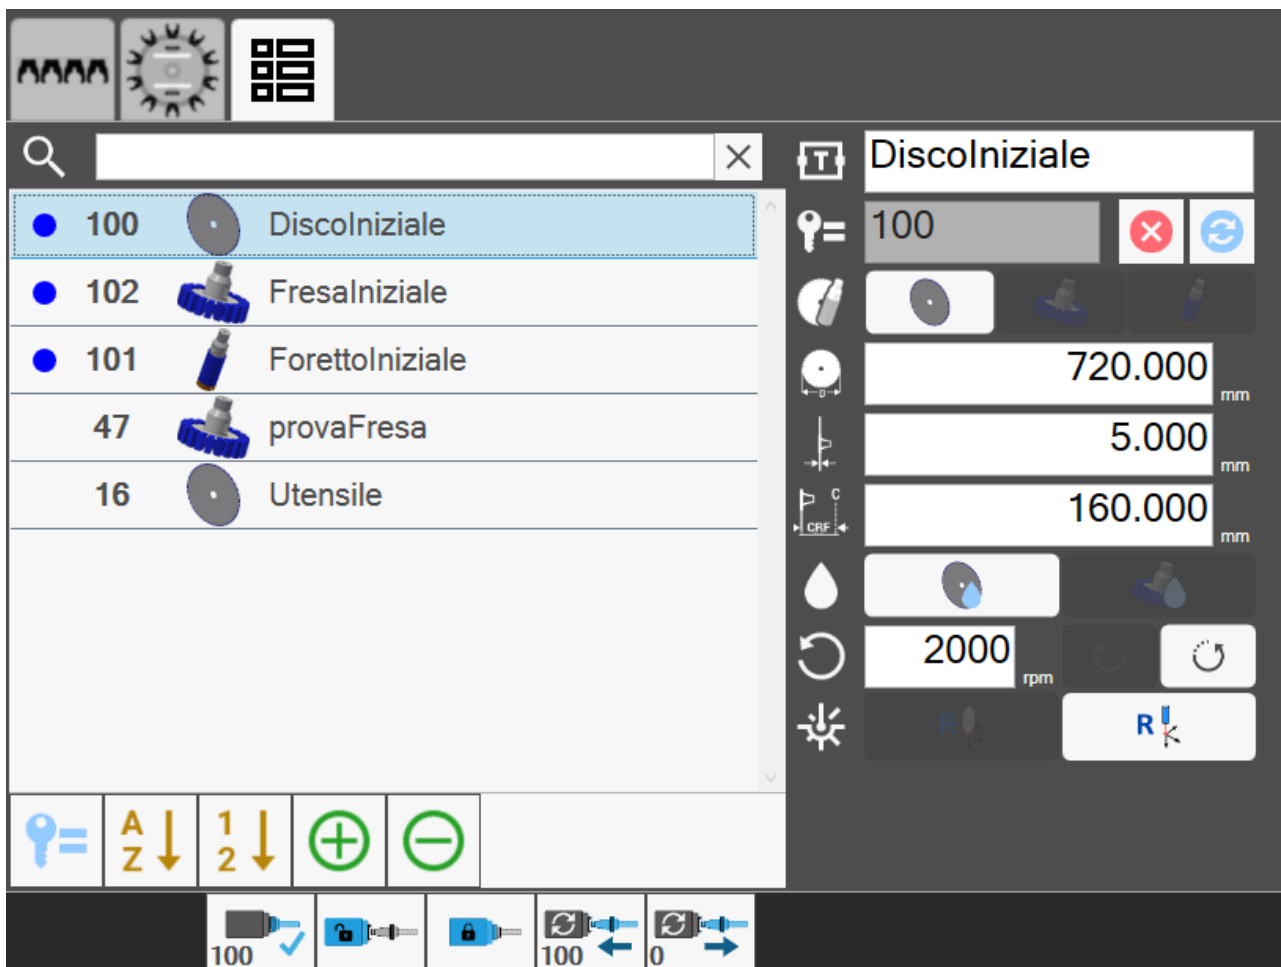 T
DiscoIniziale
100 DiscoIniziale
100
102 FresaIniziale
101 ForettoIniziale
D
720.000 mm
47 provaFresa
5.000 mm
16 Utensile
C
CRF
160.000 mm
2000 rpm
R
R
A
Z
1
2
100
100
0